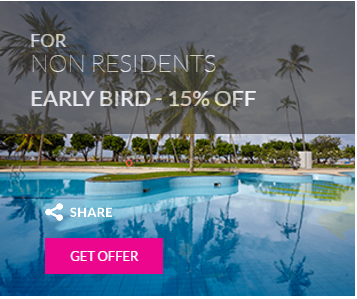 FOR
NON RESIDENTS
EARLY BIRD - 15% OFF
SHARE
GET OFFER